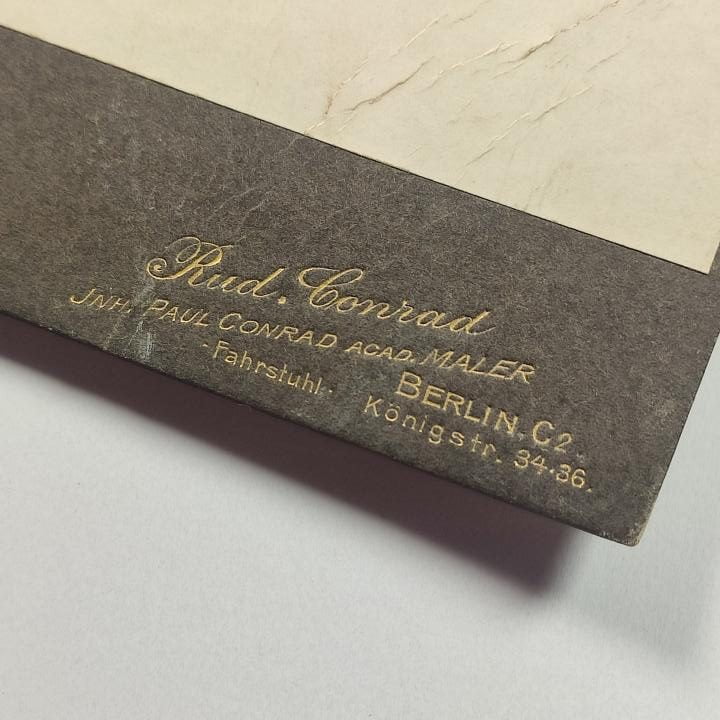 Rud. Conrad
JNH. PAUL CONRAD ACAD. MALER
·Fahrstuhl·
BERLIN. C2.
Königstr. 34-36.